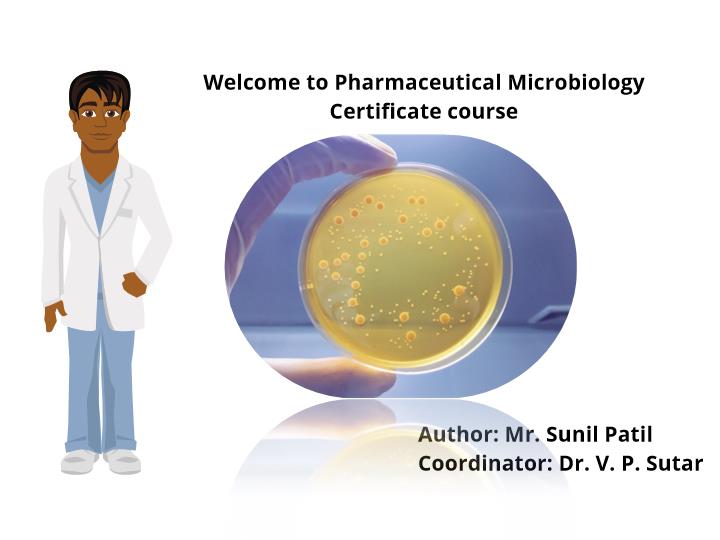 Welcome to Pharmaceutical Microbiology
Certificate course
Author: Mr. Sunil Patil
Coordinator: Dr. V. P. Sutar